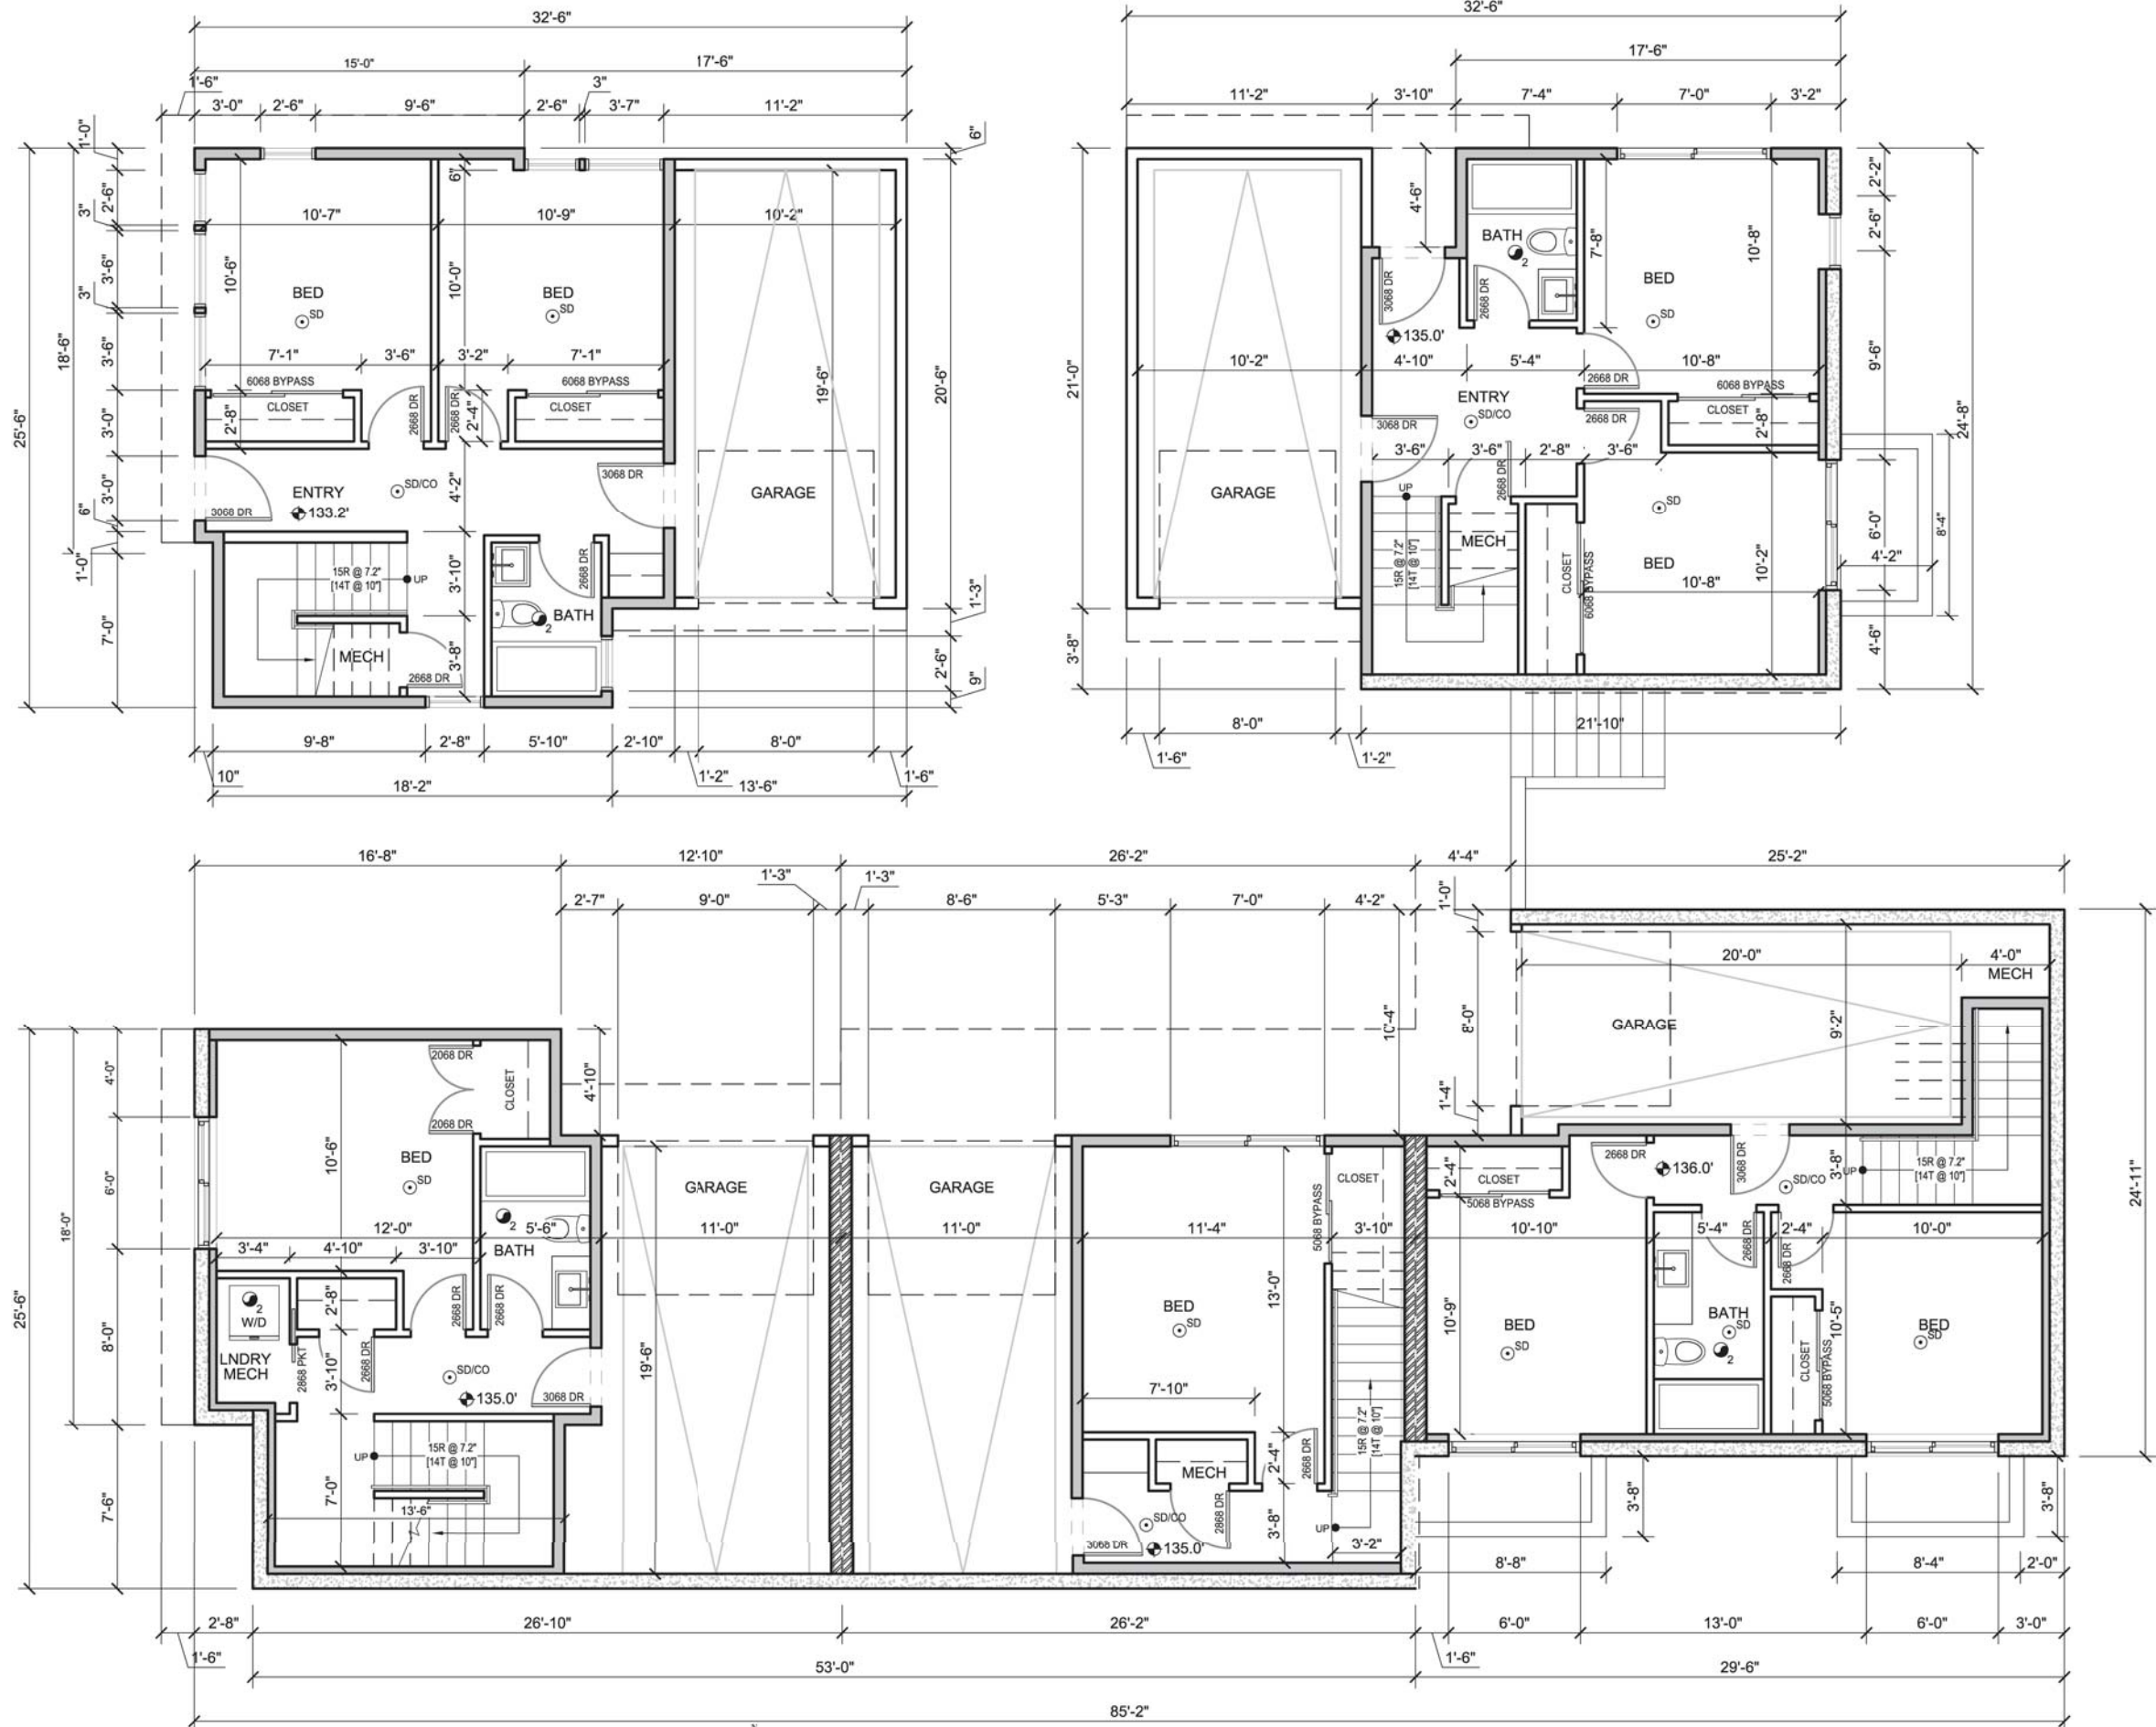 32'-6"
15'-0"
17'-6"
1'-6"
3'-0"
2'-6"
9'-6"
2'-6"
3"
3'-7"
11'-2"
1'-0"
2'-6"
3"
3'-6"
3"
3'-6"
3'-0"
3'-0"
6"
1'-0"
7'-0"
18'-6"
25'-6"
6"
10'-7"
10'-9"
10'-2"
10'-6"
10'-0"
6"
BED
SD
BED
SD
7'-1"
3'-6"
3'-2"
7'-1"
6068 BYPASS
CLOSET
2'-8"
2668 DR
2668 DR
2'-4"
6068 BYPASS
CLOSET
19'-6"
20'-6"
GARAGE
ENTRY
133.2'
3068 DR
SD/CO
4'-2"
3068 DR
15R @ 7.2"
[14T @ 10"]
UP
3'-10"
2668 DR
BATH
2
MECH
3'-8"
2668 DR
1'-3"
2'-6"
9"
9'-8"
2'-8"
5'-10"
2'-10"
8'-0"
10"
1'-2"
1'-6"
18'-2"
13'-6"
32'-6"
17'-6"
11'-2"
3'-10"
7'-4"
7'-0"
3'-2"
4'-6"
21'-0"
3'-8"
BATH
2
7'-8"
10'-8"
BED
SD
3068 DR
2668 DR
135.0'
10'-2"
4'-10"
5'-4"
10'-8"
2668 DR
6068 BYPASS
CLOSET
2'-8"
ENTRY
SD/CO
3068 DR
2668 DR
3'-6"
3'-6"
2'-8"
3'-6"
GARAGE
UP
2668 DR
MECH
15R @ 7.2"
[14T @ 10"]
CLOSET
6068 BYPASS
SD
BED
10'-8"
10'-2"
2'-2"
2'-6"
9'-6"
6'-0"
4'-6"
24'-8"
8'-4"
4'-2"
8'-0"
21'-10"
1'-6"
1'-2"
16'-8"
12'-10"
26'-2"
4'-4"
25'-2"
1'-3"
1'-3"
2'-7"
9'-0"
8'-6"
5'-3"
7'-0"
4'-2"
1'-0"
8'-0"
1'-4"
10'-4"
20'-0"
4'-0"
MECH
GARAGE
9'-2"
24'-11"
4'-0"
6'-0"
8'-0"
7'-6"
18'-0"
25'-6"
2068 DR
CLOSET
2068 DR
4'-10"
10'-6"
BED
SD
12'-0"
3'-4"
4'-10"
3'-10"
2
5'-6"
BATH
2668 DR
2668 DR
2
W/D
LNDRY
MECH
2'-8"
2868 PKT
3'-10"
2668 DR
SD/CO
135.0'
3068 DR
15R @ 7.2"
[14T @ 10"]
UP
7'-0"
13'-6"
GARAGE
11'-0"
19'-6"
GARAGE
11'-0"
11'-4"
CLOSET
5068 BYPASS
3'-10"
13'-0"
BED
SD
7'-10"
MECH
2'-4"
2668 DR
15R @ 7.2"
[14T @ 10"]
SD/CO
2868 DR
3'-8"
UP
3'-2"
3068 DR
135.0'
2'-4"
CLOSET
5068 BYPASS
2668 DR
136.0'
3068 DR
SD/CO
3'-8"
UP
15R @ 7.2"
[14T @ 10"]
10'-10"
5'-4"
2668 DR
2'-4"
2668 DR
10'-0"
10'-9"
BED
SD
BATH
SD
2
CLOSET
5068 BYPASS
10'-5"
BED
SD
3'-8"
3'-8"
8'-8"
8'-4"
2'-0"
2'-8"
26'-10"
26'-2"
6'-0"
13'-0"
6'-0"
3'-0"
1'-6"
1'-6"
53'-0"
29'-6"
85'-2"